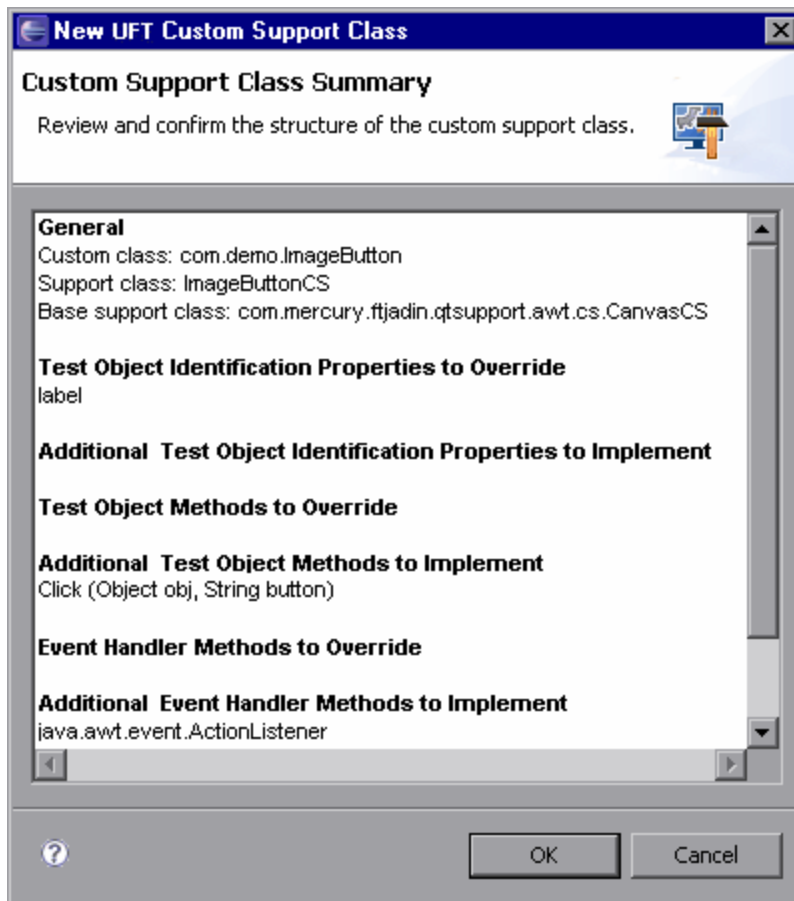 New UFT Custom Support Class
Custom Support Class Summary
Review and confirm the structure of the custom support class.
General
Custom class: com.demo.ImageButton
Support class: ImageButtonCS
Base support class: com.mercury.ftjadin.qtsupport.awt.cs.CanvasCS
Test Object Identification Properties to Override
label
Additional Test Object Identification Properties to Implement
Test Object Methods to Override
Additional Test Object Methods to Implement
Click (Object obj, String button)
Event Handler Methods to Override
Additional Event Handler Methods to Implement
java.awt.event.ActionListener
?
OK
Cancel